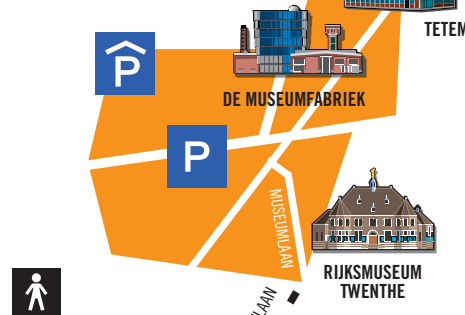 TETEM
P
DE MUSEUMFABRIEK
P
MUSEUMLAAN
RIJKSMUSEUM
TWENTHE
LAAN